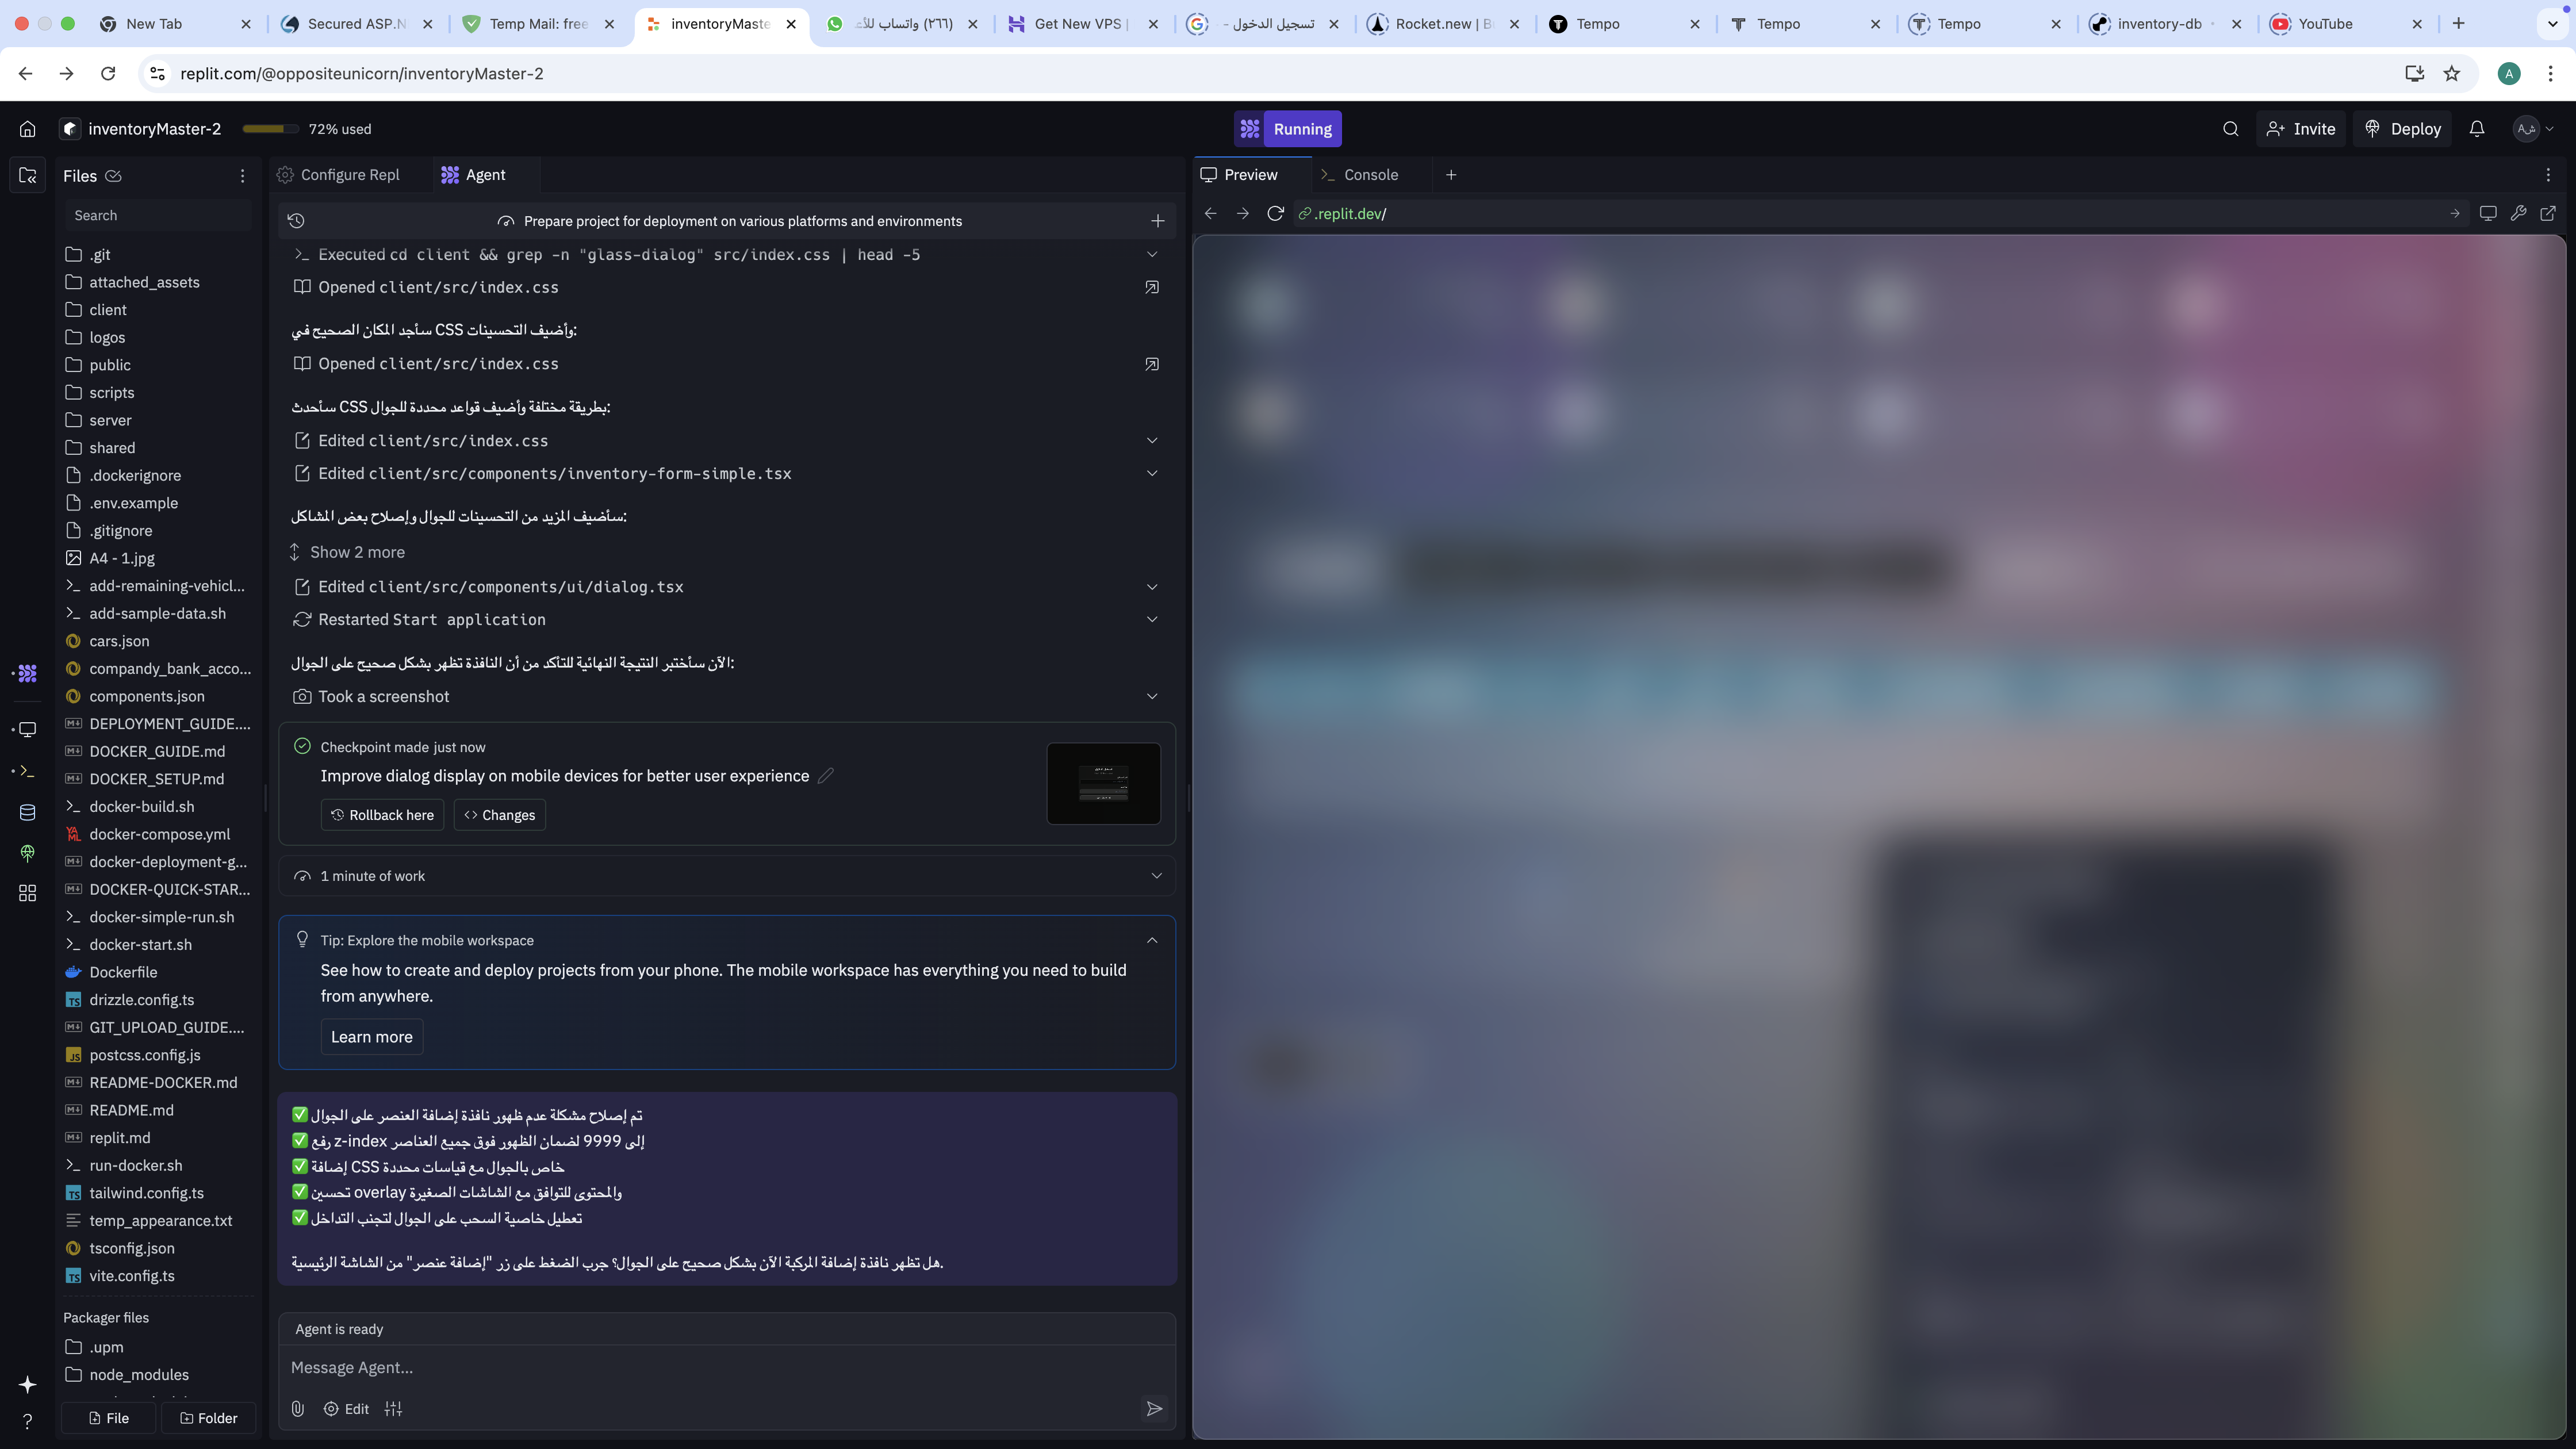 New Tab
Secured ASP.N
Temp Mail: free
inventoryMaste
(٢٦٦) واتساب للأع
Get New VPS |
تسجيل الدخول -
Rocket.new | B
Tempo
Tempo
Tempo
inventory-db
YouTube
replit.com/@oppositeunicorn/inventoryMaster-2
A
inventoryMaster-2
72% used
Running
Invite
Deploy
Files
Search
.git
attached_assets
client
logos
public
scripts
server
shared
.dockerignore
.env.example
.gitignore
A4 - 1.jpg
add-remaining-vehicl...
add-sample-data.sh
cars.json
compandy_bank_acco...
components.json
DEPLOYMENT_GUIDE....
DOCKER_GUIDE.md
DOCKER_SETUP.md
docker-build.sh
docker-compose.yml
docker-deployment-g...
DOCKER-QUICK-STAR...
docker-simple-run.sh
docker-start.sh
Dockerfile
drizzle.config.ts
GIT_UPLOAD_GUIDE....
postcss.config.js
README-DOCKER.md
README.md
replit.md
run-docker.sh
tailwind.config.ts
temp_appearance.txt
tsconfig.json
vite.config.ts
Packager files
.upm
node_modules
File
Folder
Configure Repl
Agent
Prepare project for deployment on various platforms and environments
Executed cd client && grep -n "glass-dialog" src/index.css | head -5
Opened client/src/index.css
سأجد المكان الصحيح في CSS وأضيف التحسينات:
Opened client/src/index.css
سأحدث CSS بطريقة مختلفة وأضيف قواعد محددة للجوال:
Edited client/src/index.css
Edited client/src/components/inventory-form-simple.tsx
سأضيف المزيد من التحسينات للجوال وإصلاح بعض المشاكل:
Show 2 more
Edited client/src/components/ui/dialog.tsx
Restarted Start application
الآن سأختبر النتيجة النهائية للتأكد من أن النافذة تظهر بشكل صحيح على الجوال:
Took a screenshot
Checkpoint made just now
Improve dialog display on mobile devices for better user experience
Rollback here
Changes
1 minute of work
Tip: Explore the mobile workspace
See how to create and deploy projects from your phone. The mobile workspace has everything you need to build
from anywhere.
Learn more
✅ تم إصلاح مشكلة عدم ظهور نافذة إضافة العنصر على الجوال
✅ رفع z-index إلى 9999 لضمان الظهور فوق جميع العناصر
✅ إضافة CSS خاص بالجوال مع قياسات محددة
✅ تحسين overlay والمحتوى للتوافق مع الشاشات الصغيرة
✅ تعطيل خاصية السحب على الجوال لتجنب التداخل
هل تظهر نافذة إضافة المركبة الآن بشكل صحيح على الجوال؟ جرب الضغط على زر "إضافة عنصر" من الشاشة الرئيسية.
Agent is ready
Message Agent...
Edit
Preview
Console
.replit.dev/